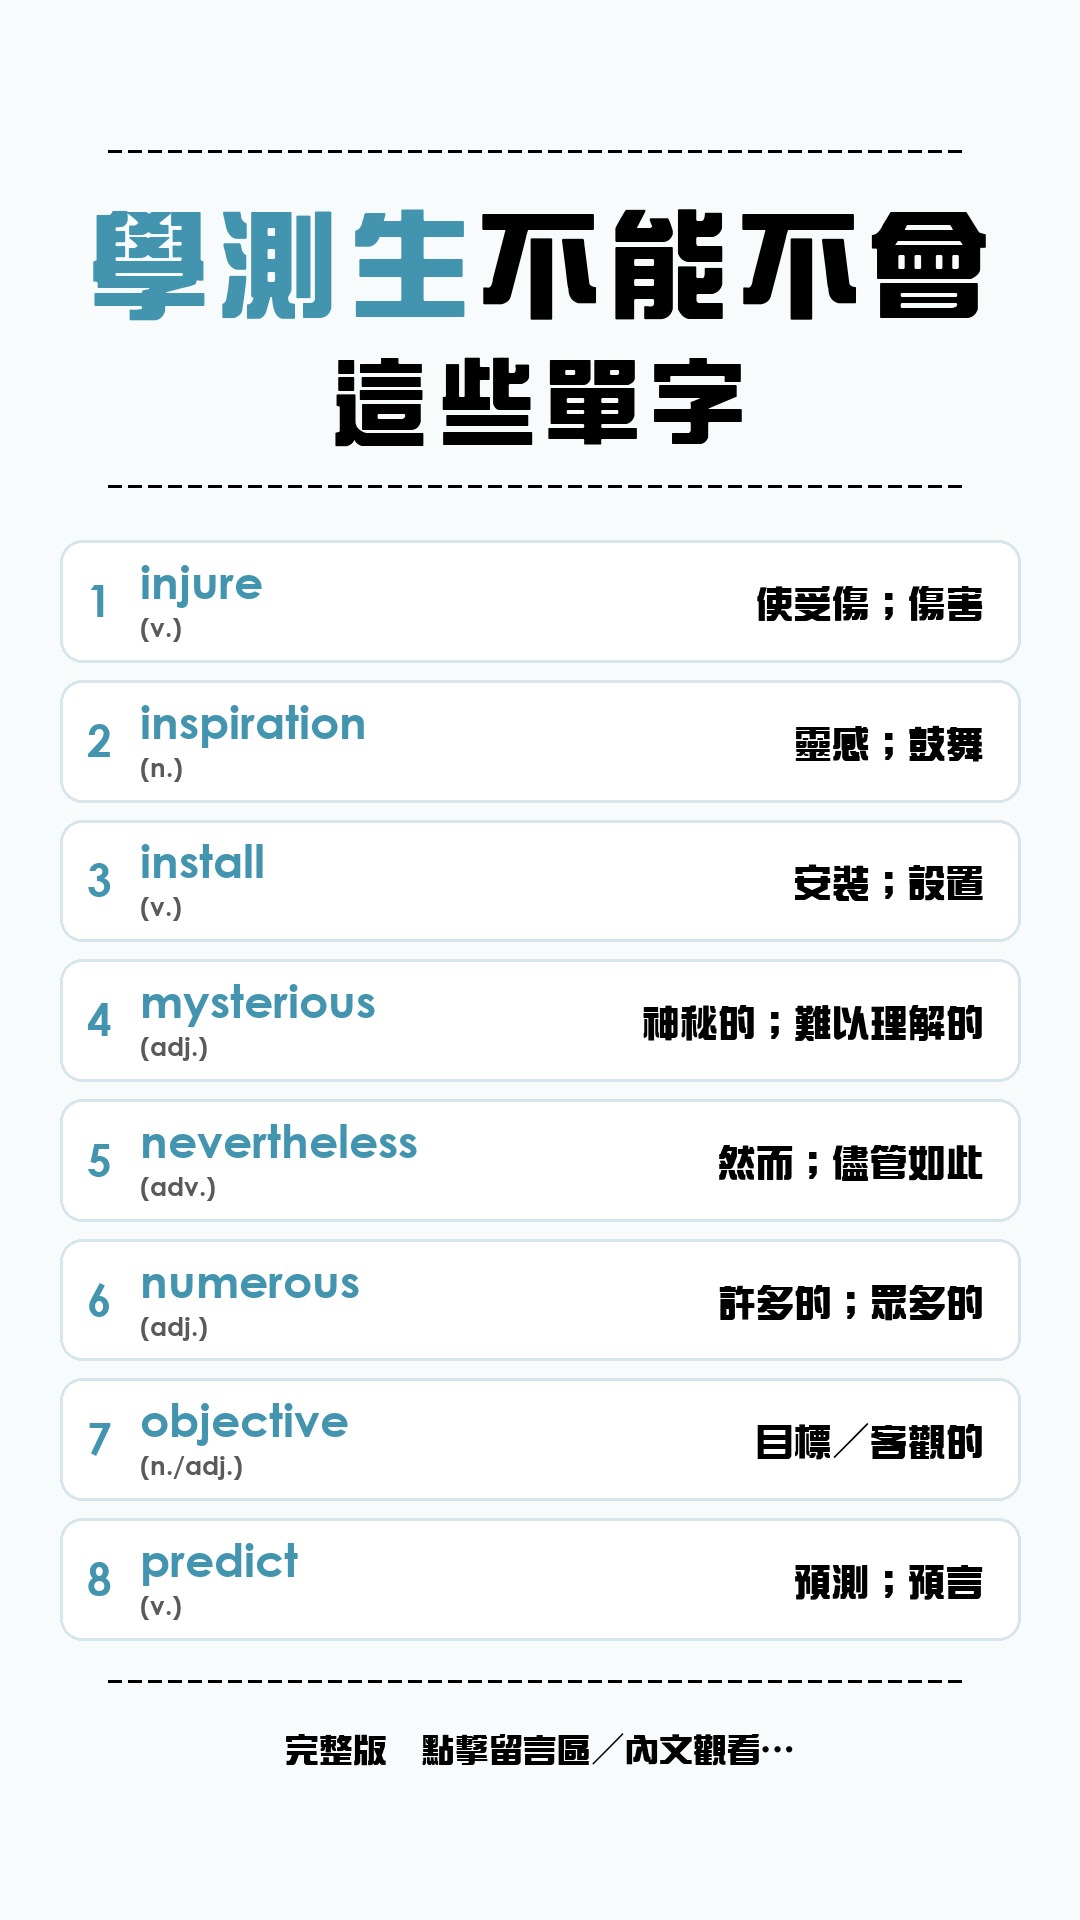 學測生不能不會
這些單字
1 injure 使受傷；傷害
(v.)
2 inspiration 靈感；鼓舞
(n.)
3 install 安裝；設置
(v.)
4 mysterious 神秘的；難以理解的
(adj.)
5 nevertheless 然而；儘管如此
(adv.)
6 numerous 許多的；眾多的
(adj.)
7 objective 目標／客觀的
(n./adj.)
8 predict 預測；預言
(v.)
完整版　點擊留言區／內文觀看…